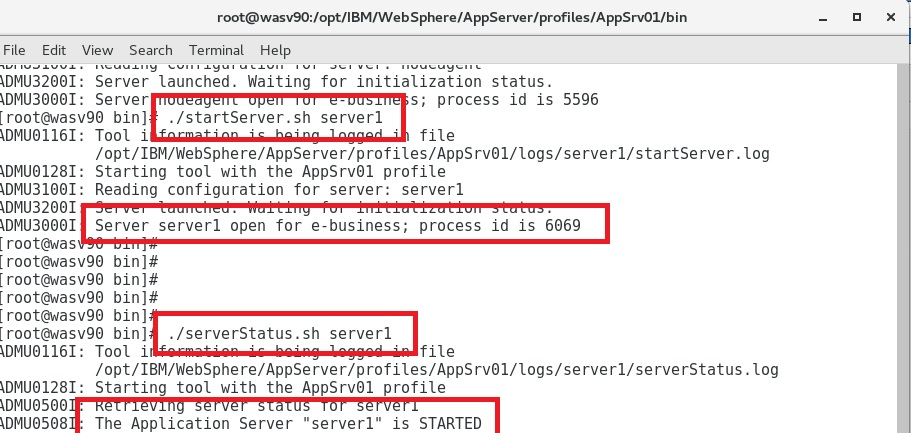 root@wasv90:/opt/IBM/WebSphere/AppServer/profiles/AppSrv01/bin
File Edit View Search Terminal Help
ADMU3100I: Reading configuration for server: nodeagent
ADMU3200I: Server launched. Waiting for initialization status.
ADMU3000I: Server nodeagent open for e-business; process id is 5596
[root@wasv90 bin]# ./startServer.sh server1
ADMU0116I: Tool information is being logged in file
/opt/IBM/WebSphere/AppServer/profiles/AppSrv01/logs/server1/startServer.log
ADMU0128I: Starting tool with the AppSrv01 profile
ADMU3100I: Reading configuration for server: server1
ADMU3200I: Server launched. Waiting for initialization status.
ADMU3000I: Server server1 open for e-business; process id is 6069
[root@wasv90 bin]#
[root@wasv90 bin]#
[root@wasv90 bin]#
[root@wasv90 bin]#
[root@wasv90 bin]#
[root@wasv90 bin]# ./serverStatus.sh server1
ADMU0116I: Tool information is being logged in file
/opt/IBM/WebSphere/AppServer/profiles/AppSrv01/logs/server1/serverStatus.log
ADMU0128I: Starting tool with the AppSrv01 profile
ADMU0500I: Retrieving server status for server1
ADMU0508I: The Application Server "server1" is STARTED